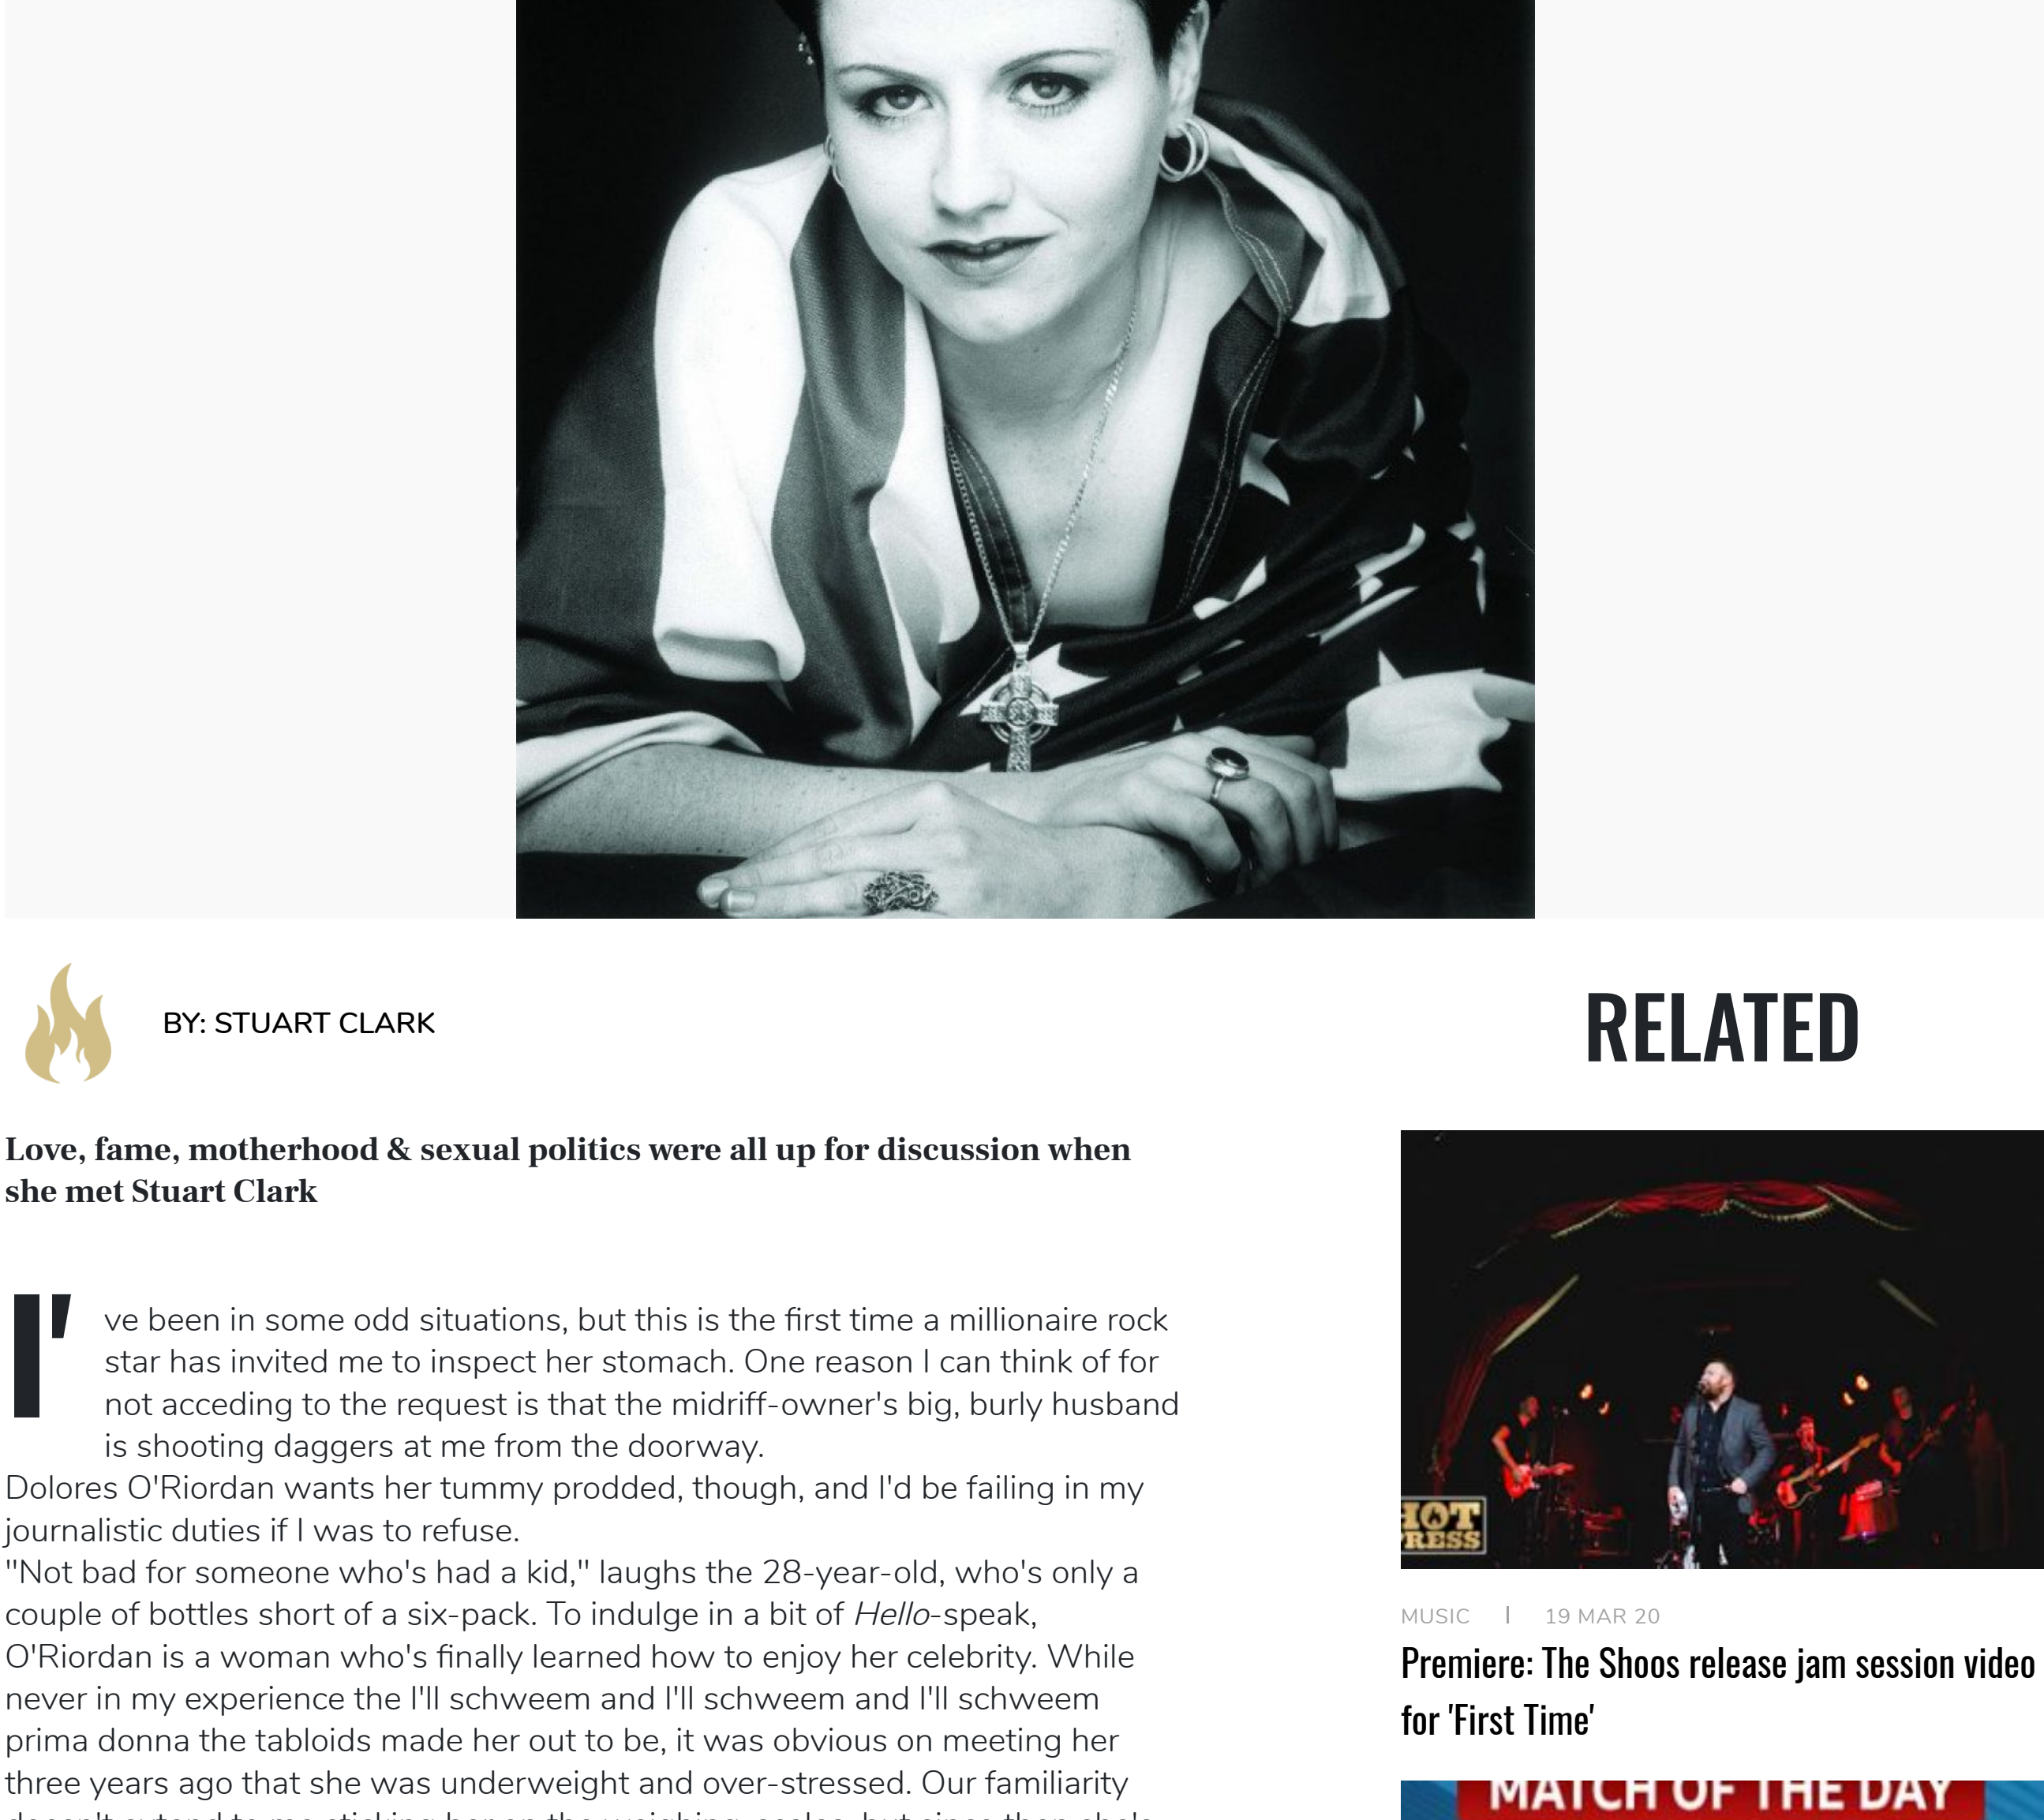 BY: STUART CLARK
Love, fame, motherhood & sexual politics were all up for discussion when
she met Stuart Clark
I'
ve been in some odd situations, but this is the first time a millionaire rock
star has invited me to inspect her stomach. One reason I can think of for
not acceding to the request is that the midriff-owner's big, burly husband
is shooting daggers at me from the doorway.
Dolores O'Riordan wants her tummy prodded, though, and I'd be failing in my
journalistic duties if I was to refuse.
"Not bad for someone who's had a kid," laughs the 28-year-old, who's only a
couple of bottles short of a six-pack. To indulge in a bit of Hello-speak,
O'Riordan is a woman who's finally learned how to enjoy her celebrity. While
never in my experience the I'll schweem and I'll schweem and I'll schweem
prima donna the tabloids made her out to be, it was obvious on meeting her
three years ago that she was underweight and over-stressed. Our familiarity
RELATED
HOT
PRESS
MUSIC | 19 MAR 20
Premiere: The Shoos release jam session video
for 'First Time'
MATCH OF THE DAY